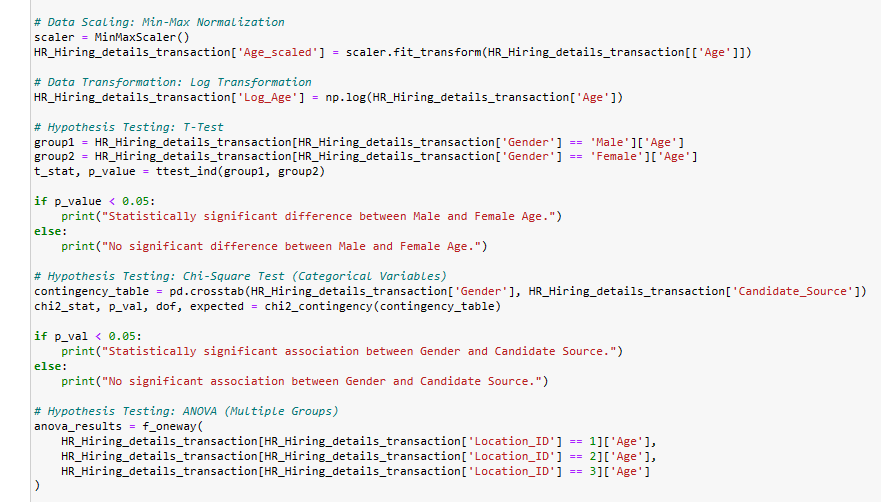 # Data Scaling: Min-Max Normalization
scaler = MinMaxScaler()
HR_Hiring_details_transaction['Age_scaled'] = scaler.fit_transform(HR_Hiring_details_transaction[['Age']])
# Data Transformation: Log Transformation
HR_Hiring_details_transaction['Log_Age'] = np.log(HR_Hiring_details_transaction['Age'])
# Hypothesis Testing: T-Test
group1 = HR_Hiring_details_transaction[HR_Hiring_details_transaction['Gender'] == 'Male']['Age']
group2 = HR_Hiring_details_transaction[HR_Hiring_details_transaction['Gender'] == 'Female']['Age']
t_stat, p_value = ttest_ind(group1, group2)
if p_value < 0.05:
    print("Statistically significant difference between Male and Female Age.")
else:
    print("No significant difference between Male and Female Age.")
# Hypothesis Testing: Chi-Square Test (Categorical Variables)
contingency_table = pd.crosstab(HR_Hiring_details_transaction['Gender'], HR_Hiring_details_transaction['Candidate_Source'])
chi2_stat, p_val, dof, expected = chi2_contingency(contingency_table)
if p_val < 0.05:
    print("Statistically significant association between Gender and Candidate Source.")
else:
    print("No significant association between Gender and Candidate Source.")
# Hypothesis Testing: ANOVA (Multiple Groups)
anova_results = f_oneway(
    HR_Hiring_details_transaction[HR_Hiring_details_transaction['Location_ID'] == 1]['Age'],
    HR_Hiring_details_transaction[HR_Hiring_details_transaction['Location_ID'] == 2]['Age'],
    HR_Hiring_details_transaction[HR_Hiring_details_transaction['Location_ID'] == 3]['Age']
)